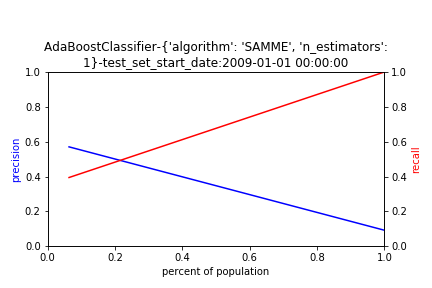 AdaBoostClassifier-{'algorithm': 'SAMME', 'n_estimators':
1}-test_set_start_date:2009-01-01 00:00:00
1.0
0.8
0.6
0.4
0.2
0.0
precision
1.0
0.8
0.6
0.4
0.2
0.0
recall
0.0 0.2 0.4 0.6 0.8 1.0
percent of population